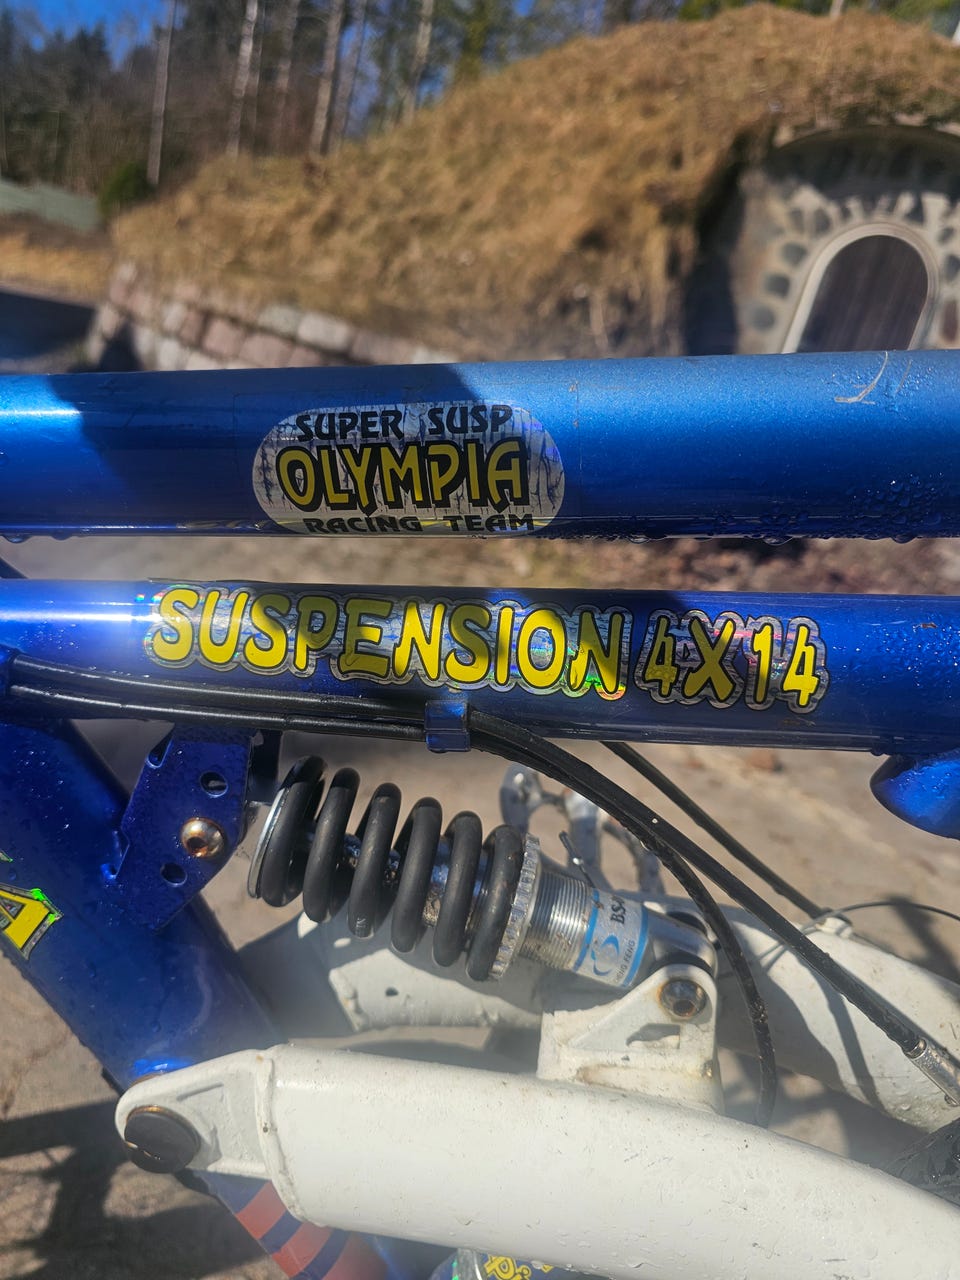 SUPER SUSP
OLYMPIA
RACING TEAM
SUSPENSION 4X14
A